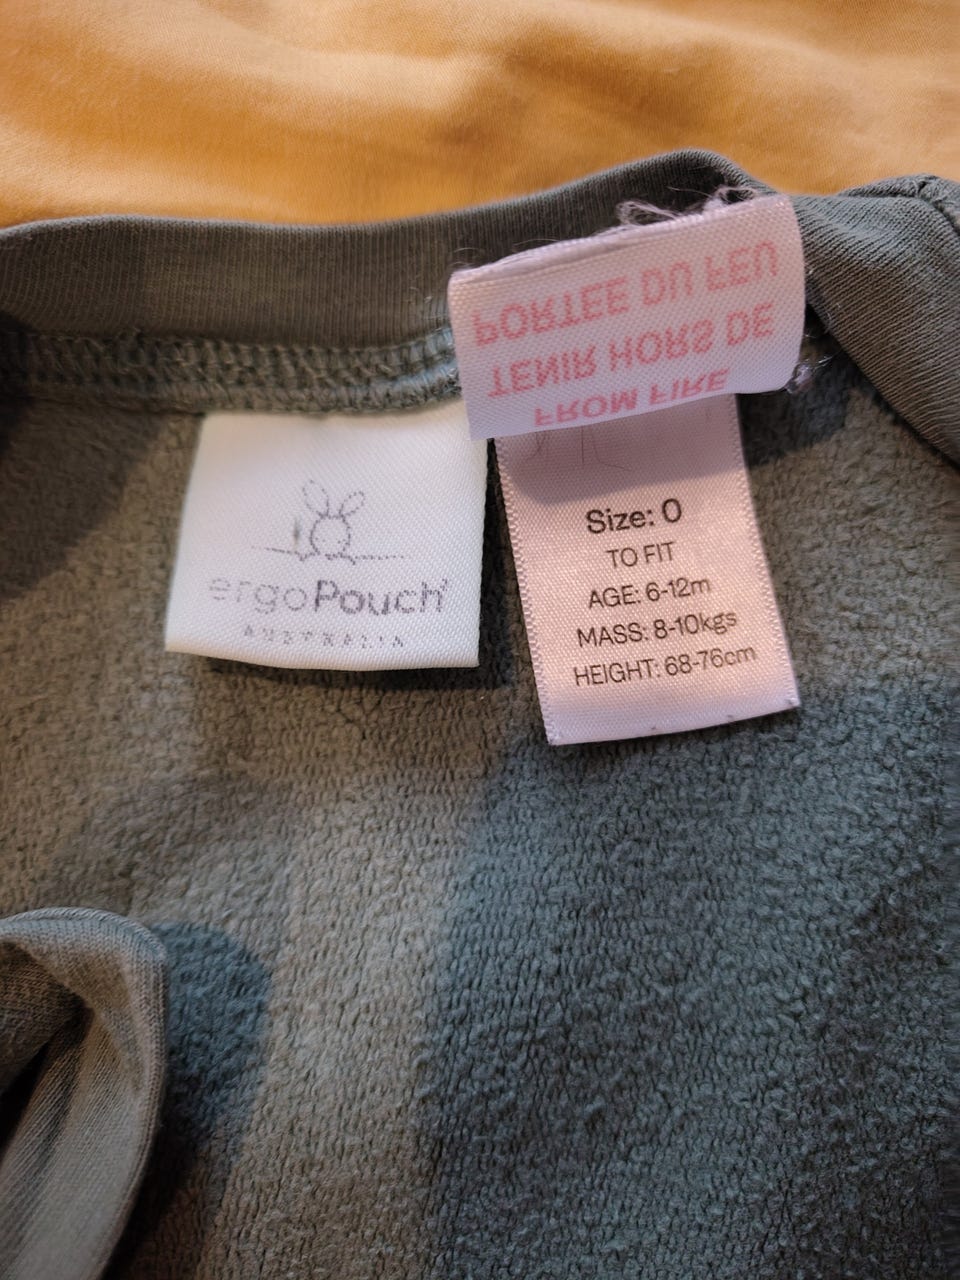 PORTÉE DU FEU
TENIR HORS DE
FROM FIRE
ergoPouch
AUSTRALIA
Size: 0
TO FIT
AGE: 6-12m
MASS: 8-10kgs
HEIGHT: 68-76cm